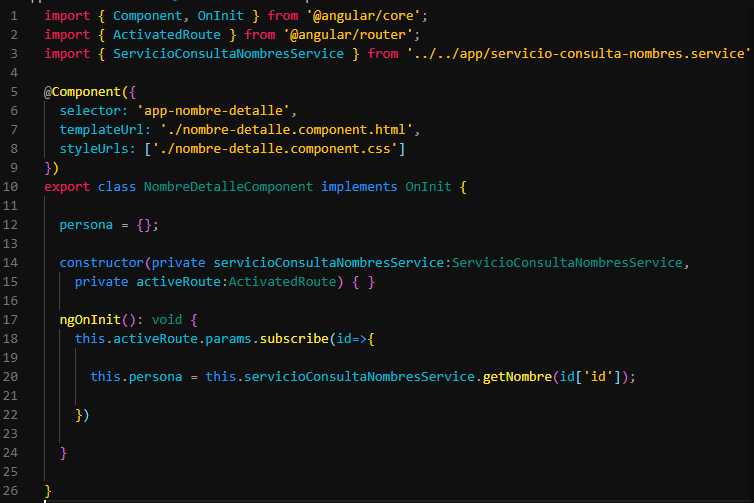 1 import { Component, OnInit } from '@angular/core';
2 import { ActivatedRoute } from '@angular/router';
3 import { ServicioConsultaNombresService } from '../../app/servicio-consulta-nombres.service'
4
5 @Component({
6 selector: 'app-nombre-detalle',
7 templateUrl: './nombre-detalle.component.html',
8 styleUrls: ['./nombre-detalle.component.css']
9 })
10 export class NombreDetalleComponent implements OnInit {
11
12 persona = {};
13
14 constructor(private servicioConsultaNombresService:ServicioConsultaNombresService,
15 private activeRoute:ActivatedRoute) { }
16
17 ngOnInit(): void {
18 this.activeRoute.params.subscribe(id=>{
19
20 this.persona = this.servicioConsultaNombresService.getNombre(id['id']);
21
22 })
23
24 }
25
26 }